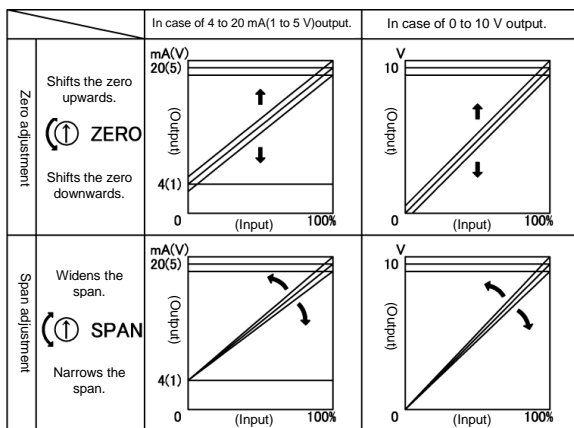 In case of 4 to 20 mA(1 to 5 V)output.
In case of 0 to 10 V output.
Zero adjustment
Shifts the zero
upwards.
ZERO
Shifts the zero
downwards.
mA(V)
20(5)
(Output)
4(1)
0
(Input)
100%
V
10
(Output)
0
(Input)
100%
Span adjustment
Widens the
span.
SPAN
Narrows the
span.
mA(V)
20(5)
(Output)
4(1)
0
(Input)
100%
V
10
(Output)
0
(Input)
100%